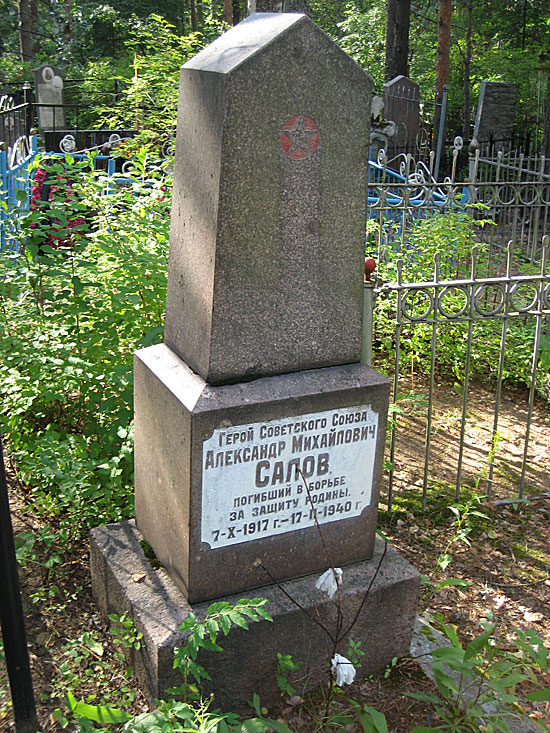 Герой Советского Союза
Александр Михайлович
Сапов,
погибший в борьбе
за защиту Родины.
7-X-1917 г. – 17-II-1940 г.